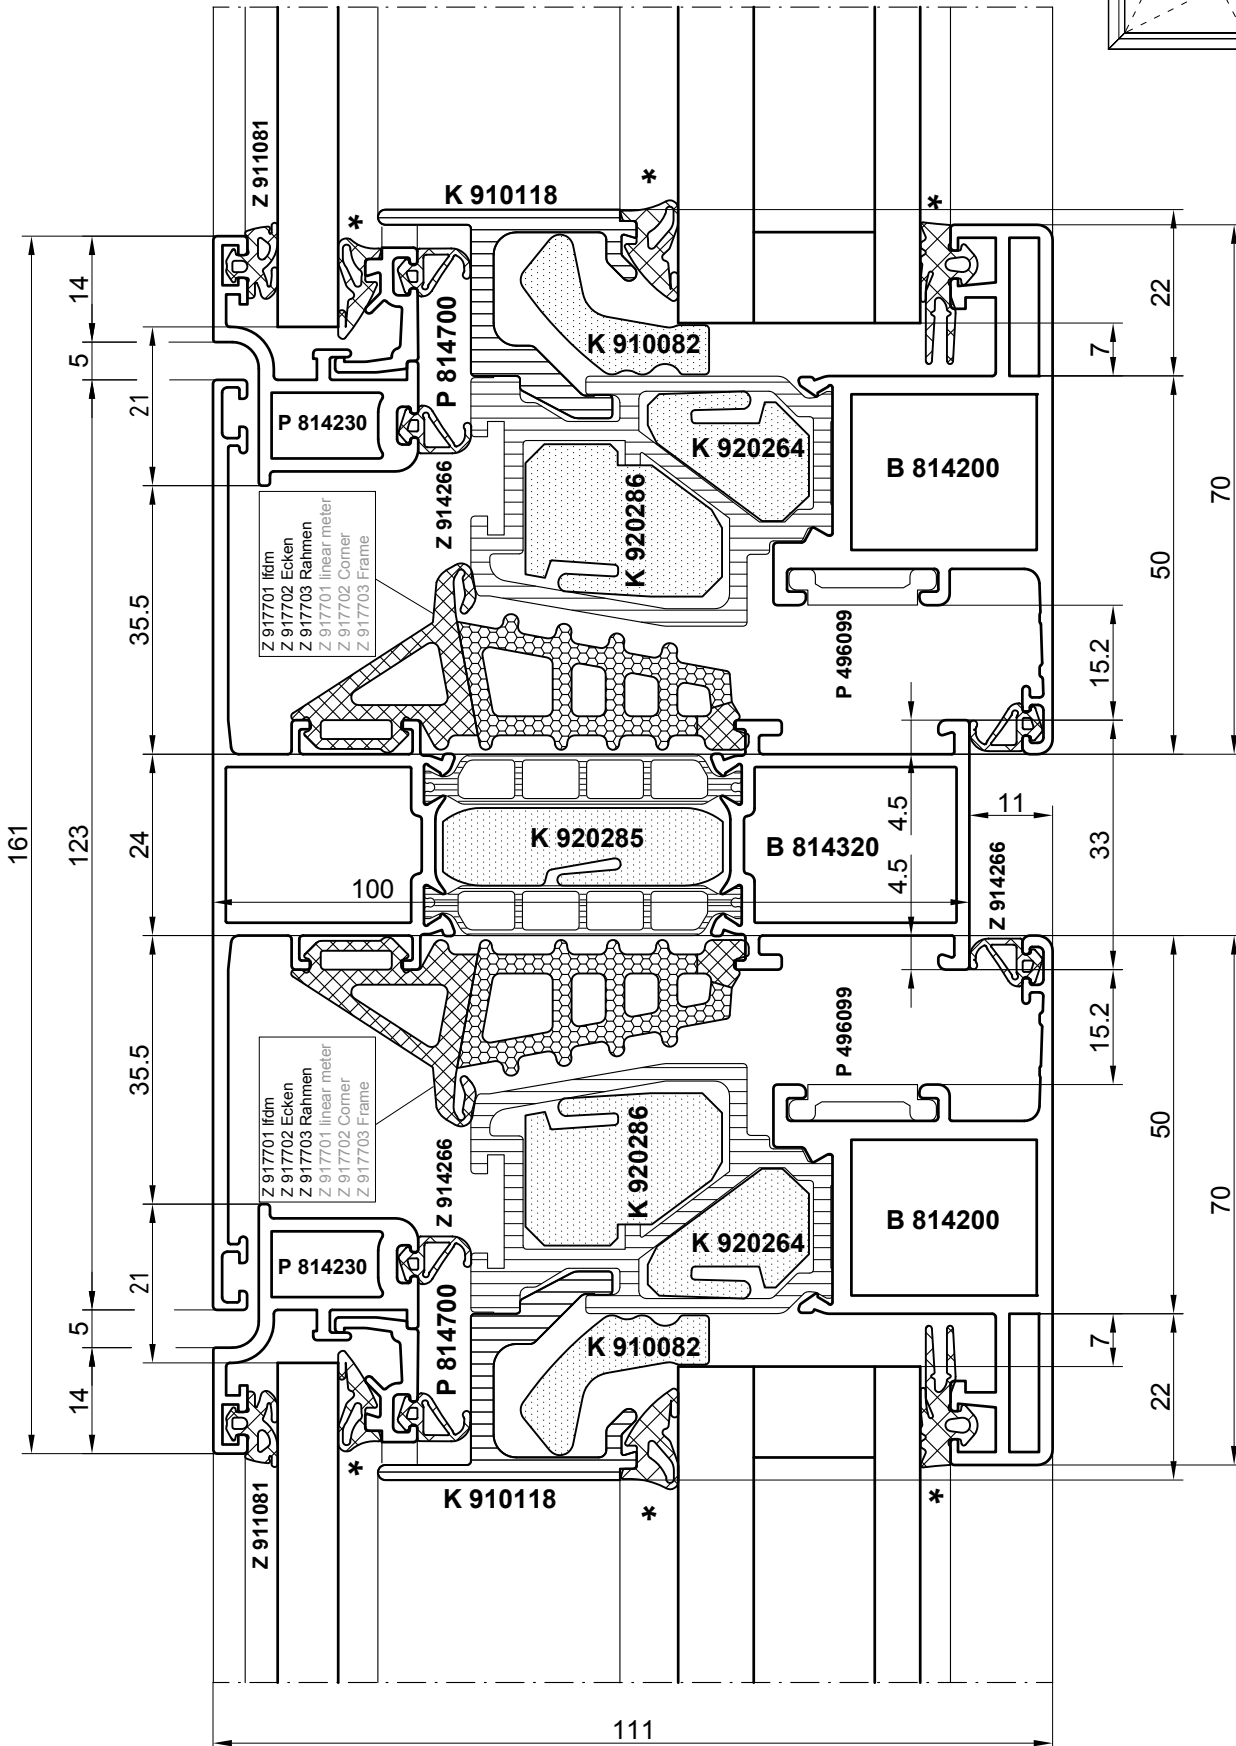 Z 911081
K 910118
*
*
*
14
5
21
161
123
P 814700
K 910082
22
7
70
P 814230
K 920264
B 814200
Z 914266
K 920286
50
Z 917701 lfdm
Z 917702 Ecken
Z 917703 Rahmen
Z 917701 linear meter
Z 917702 Corner
Z 917703 Frame
35.5
P 496099
15.2
24
K 920285
B 814320
4.5
4.5
11
33
100
Z 914266
35.5
Z 917701 lfdm
Z 917702 Ecken
Z 917703 Rahmen
Z 917701 linear meter
Z 917702 Corner
Z 917703 Frame
P 496099
15.2
50
Z 914266
K 920286
P 814230
K 920264
B 814200
70
21
5
14
P 814700
K 910082
7
22
Z 911081
*
K 910118
*
*
111